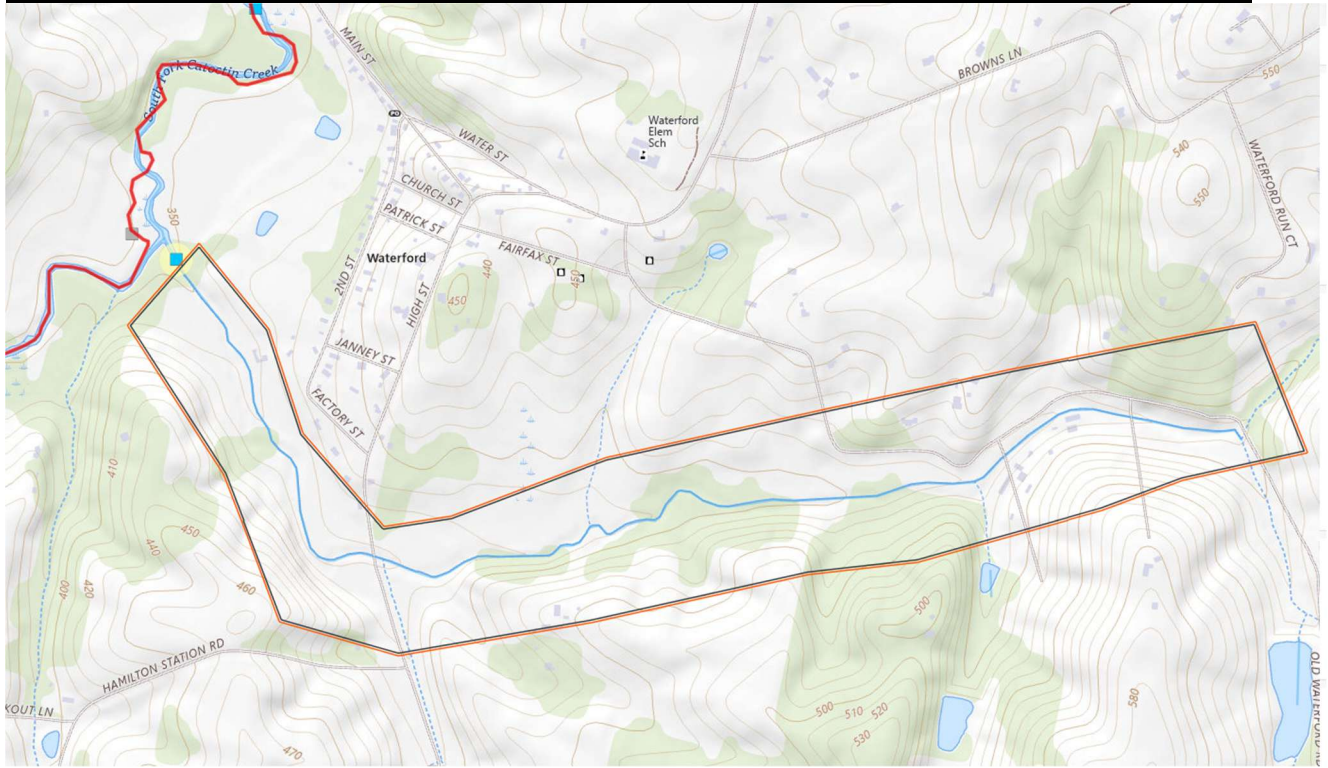 MAIN ST
BROWNS LN
550
South Fork Catoctin Creek
PO
Waterford
Elem
Sch
WATER ST
540
WATERFORD RUN CT
CHURCH ST
550
350
PATRICK ST
FAIRFAX ST
Waterford
440
450
2ND ST
450
HIGH ST
JANNEY ST
FACTORY ST
410
450
440
460
400
420
500
HAMILTON STATION RD
OLD WATERFORD RD
KOUT LN
580
500
510
520
530
470